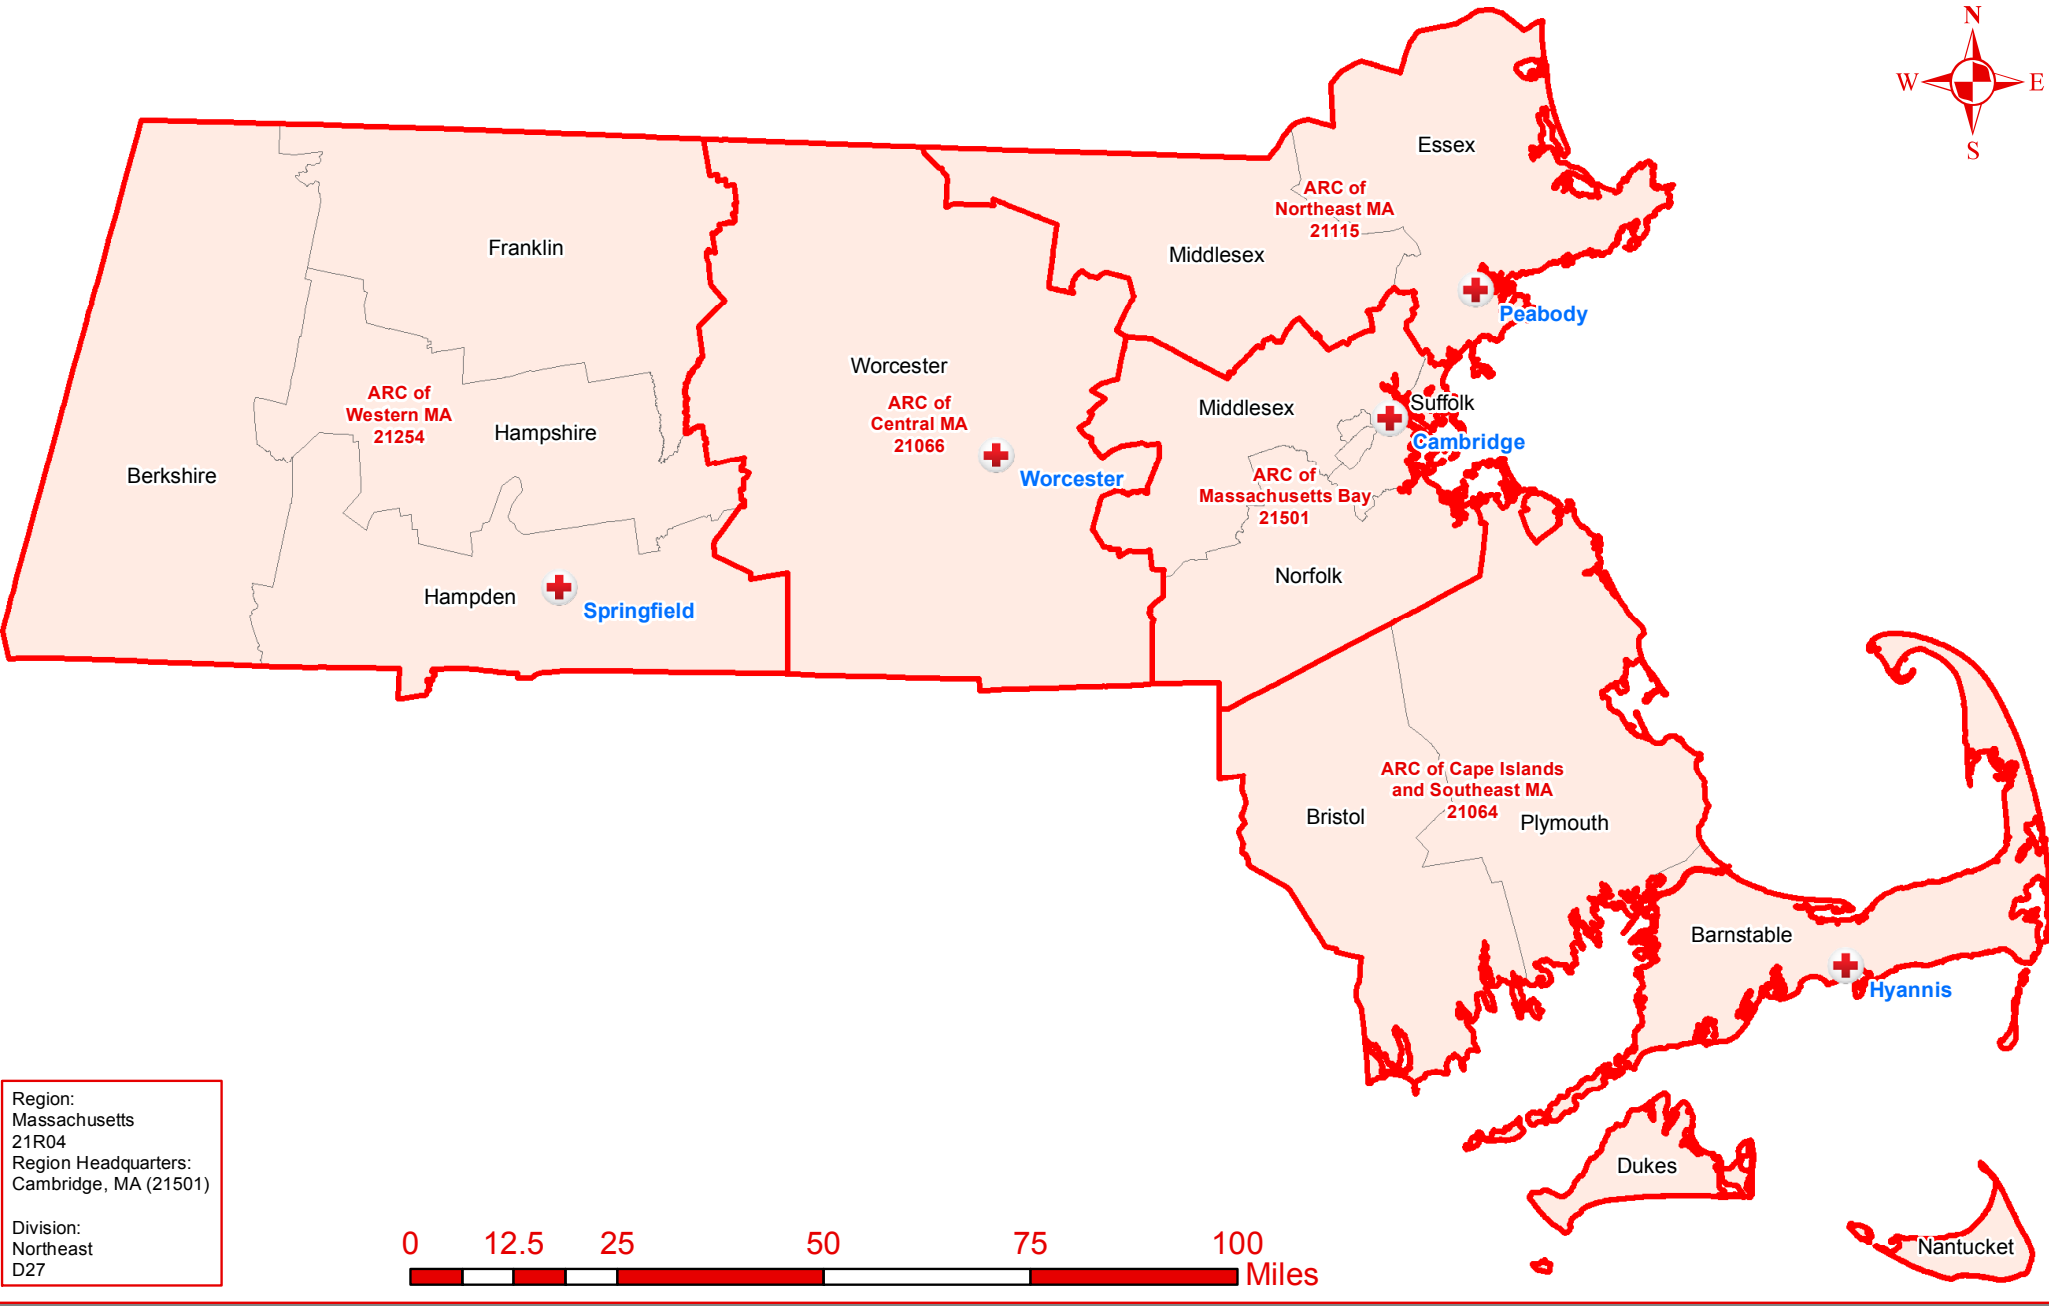 N
W
E
S
Essex
ARC of
Northeast MA
21115
Middlesex
Franklin
Peabody
Worcester
ARC of
Central MA
21066
Worcester
ARC of
Western MA
21254
Hampshire
Berkshire
Middlesex
Suffolk
Cambridge
ARC of
Massachusetts Bay
21501
Norfolk
Hampden
Springfield
ARC of Cape Islands
and Southeast MA
21064
Bristol
Plymouth
Barnstable
Hyannis
Dukes
Nantucket
Region:
Massachusetts
21R04
Region Headquarters:
Cambridge, MA (21501)
Division:
Northeast
D27
0 12.5 25 50 75 100
Miles